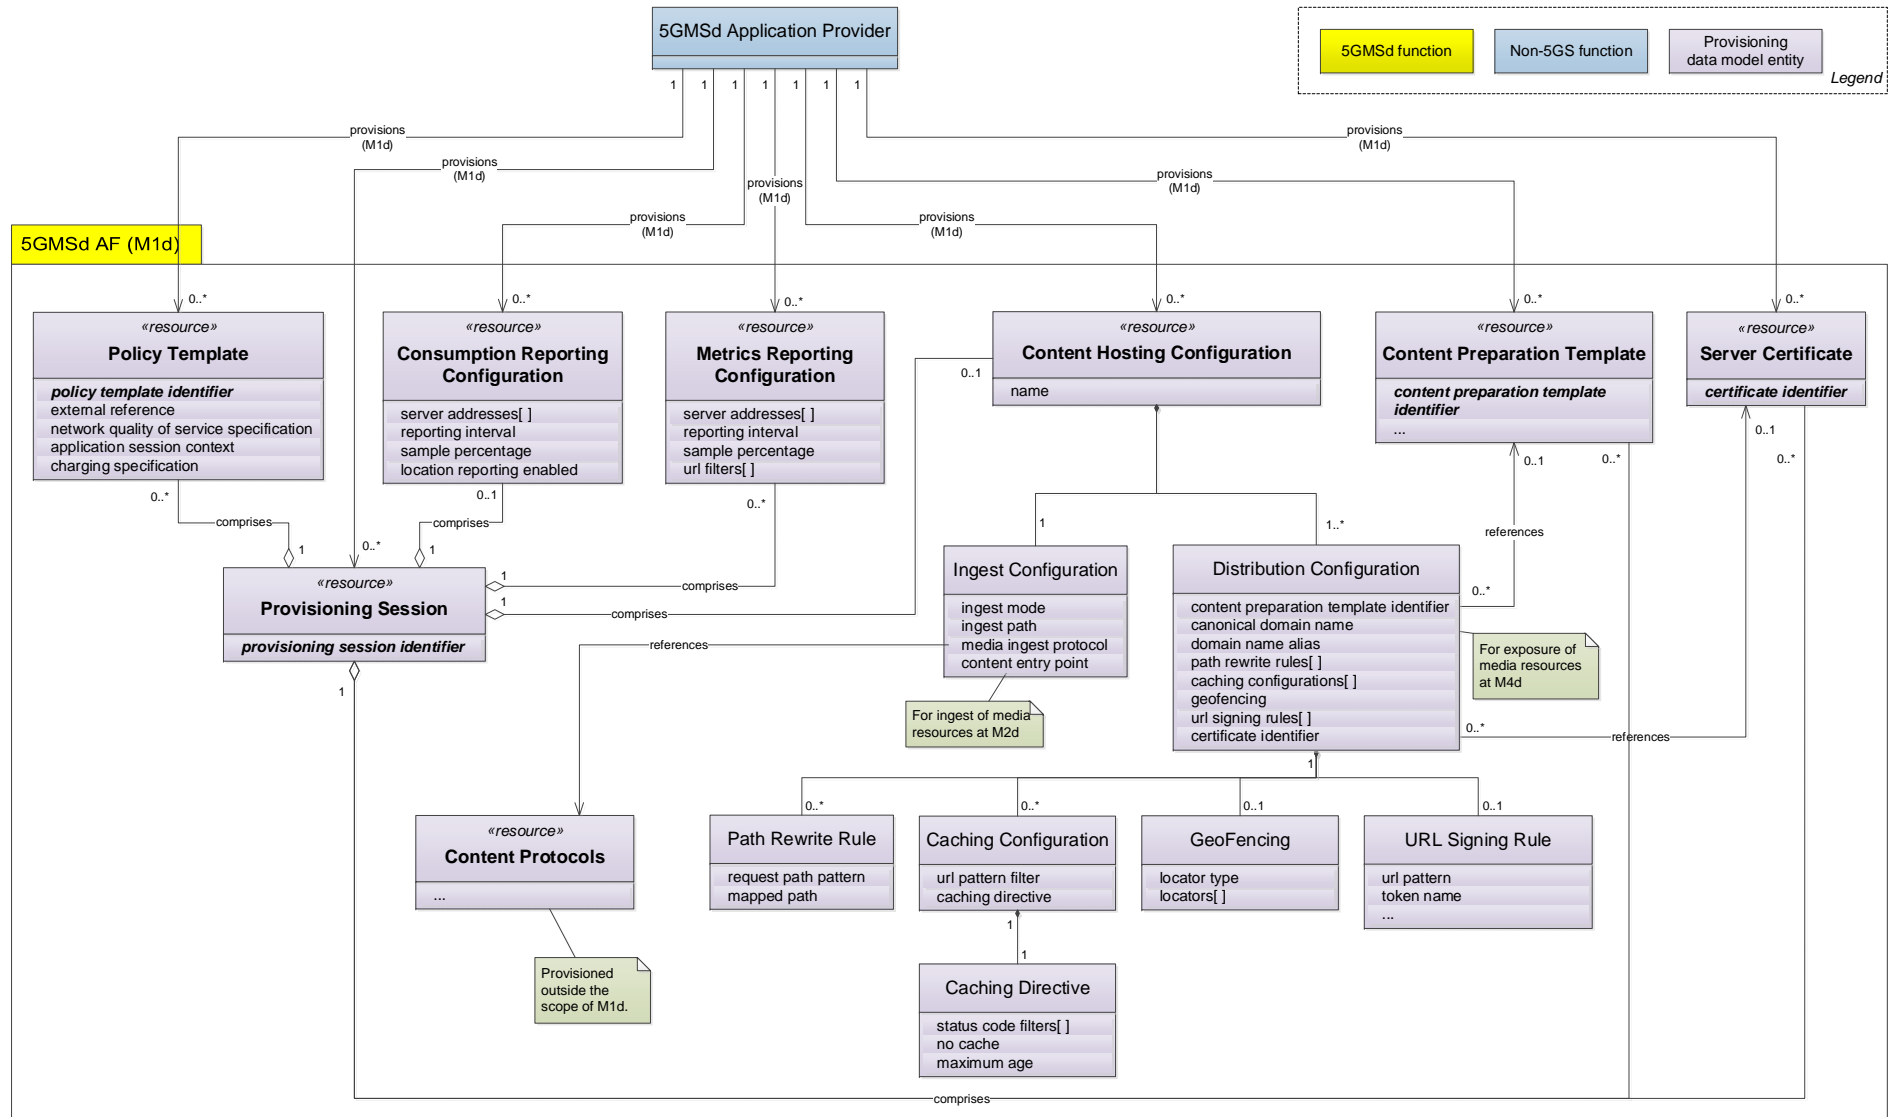 5GMSd Application Provider
5GMSd function
Non-5GS function
Provisioning
data model entity
Legend
1
1
1
1
1
1
1
provisions
(M1d)
provisions
(M1d)
provisions
(M1d)
provisions
(M1d)
provisions
(M1d)
provisions
(M1d)
provisions
(M1d)
5GMSd AF (M1d)
0..*
0..*
0..*
0..*
0..*
0..*
«resource»
Policy Template
policy template identifier
external reference
network quality of service specification
application session context
charging specification
«resource»
Consumption Reporting
Configuration
server addresses[ ]
reporting interval
sample percentage
location reporting enabled
«resource»
Metrics Reporting
Configuration
server addresses[ ]
reporting interval
sample percentage
url filters[ ]
«resource»
Content Hosting Configuration
name
0..1
«resource»
Content Preparation Template
content preparation template
identifier
...
«resource»
Server Certificate
certificate identifier
0..*
0..1
0..*
0..1
0..*
0..1
0..*
comprises
comprises
1
0..*
1
1
1..*
references
«resource»
Provisioning Session
provisioning session identifier
1
comprises
1
comprises
1
Ingest Configuration
ingest mode
ingest path
media ingest protocol
content entry point
Distribution Configuration
content preparation template identifier
canonical domain name
domain name alias
path rewrite rules[ ]
caching configurations[ ]
geofencing
url signing rules[ ]
certificate identifier
0..*
For exposure of
media resources
at M4d
references
For ingest of media
resources at M2d
0..*
references
1
0..*
0..*
0..1
0..1
«resource»
Content Protocols
...
Path Rewrite Rule
request path pattern
mapped path
Caching Configuration
url pattern filter
caching directive
GeoFencing
locator type
locators[ ]
URL Signing Rule
url pattern
token name
...
1
1
Provisioned
outside the
scope of M1d.
Caching Directive
status code filters[ ]
no cache
maximum age
comprises